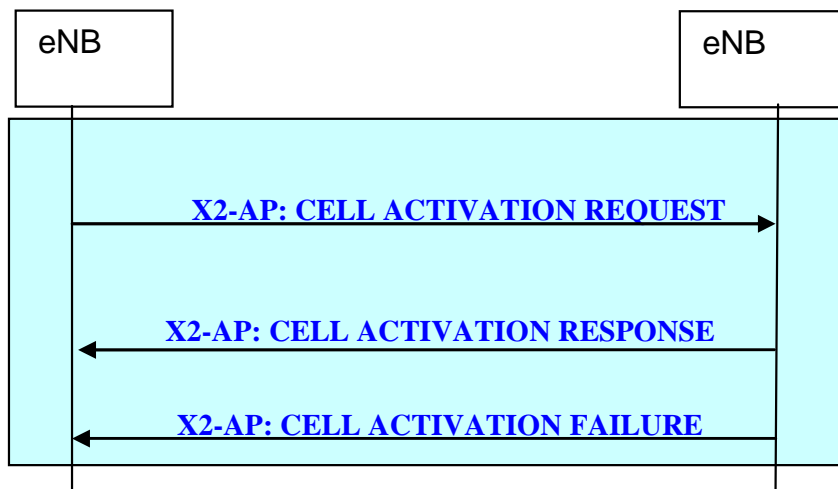 eNB
eNB
X2-AP: CELL ACTIVATION REQUEST
X2-AP: CELL ACTIVATION RESPONSE
X2-AP: CELL ACTIVATION FAILURE